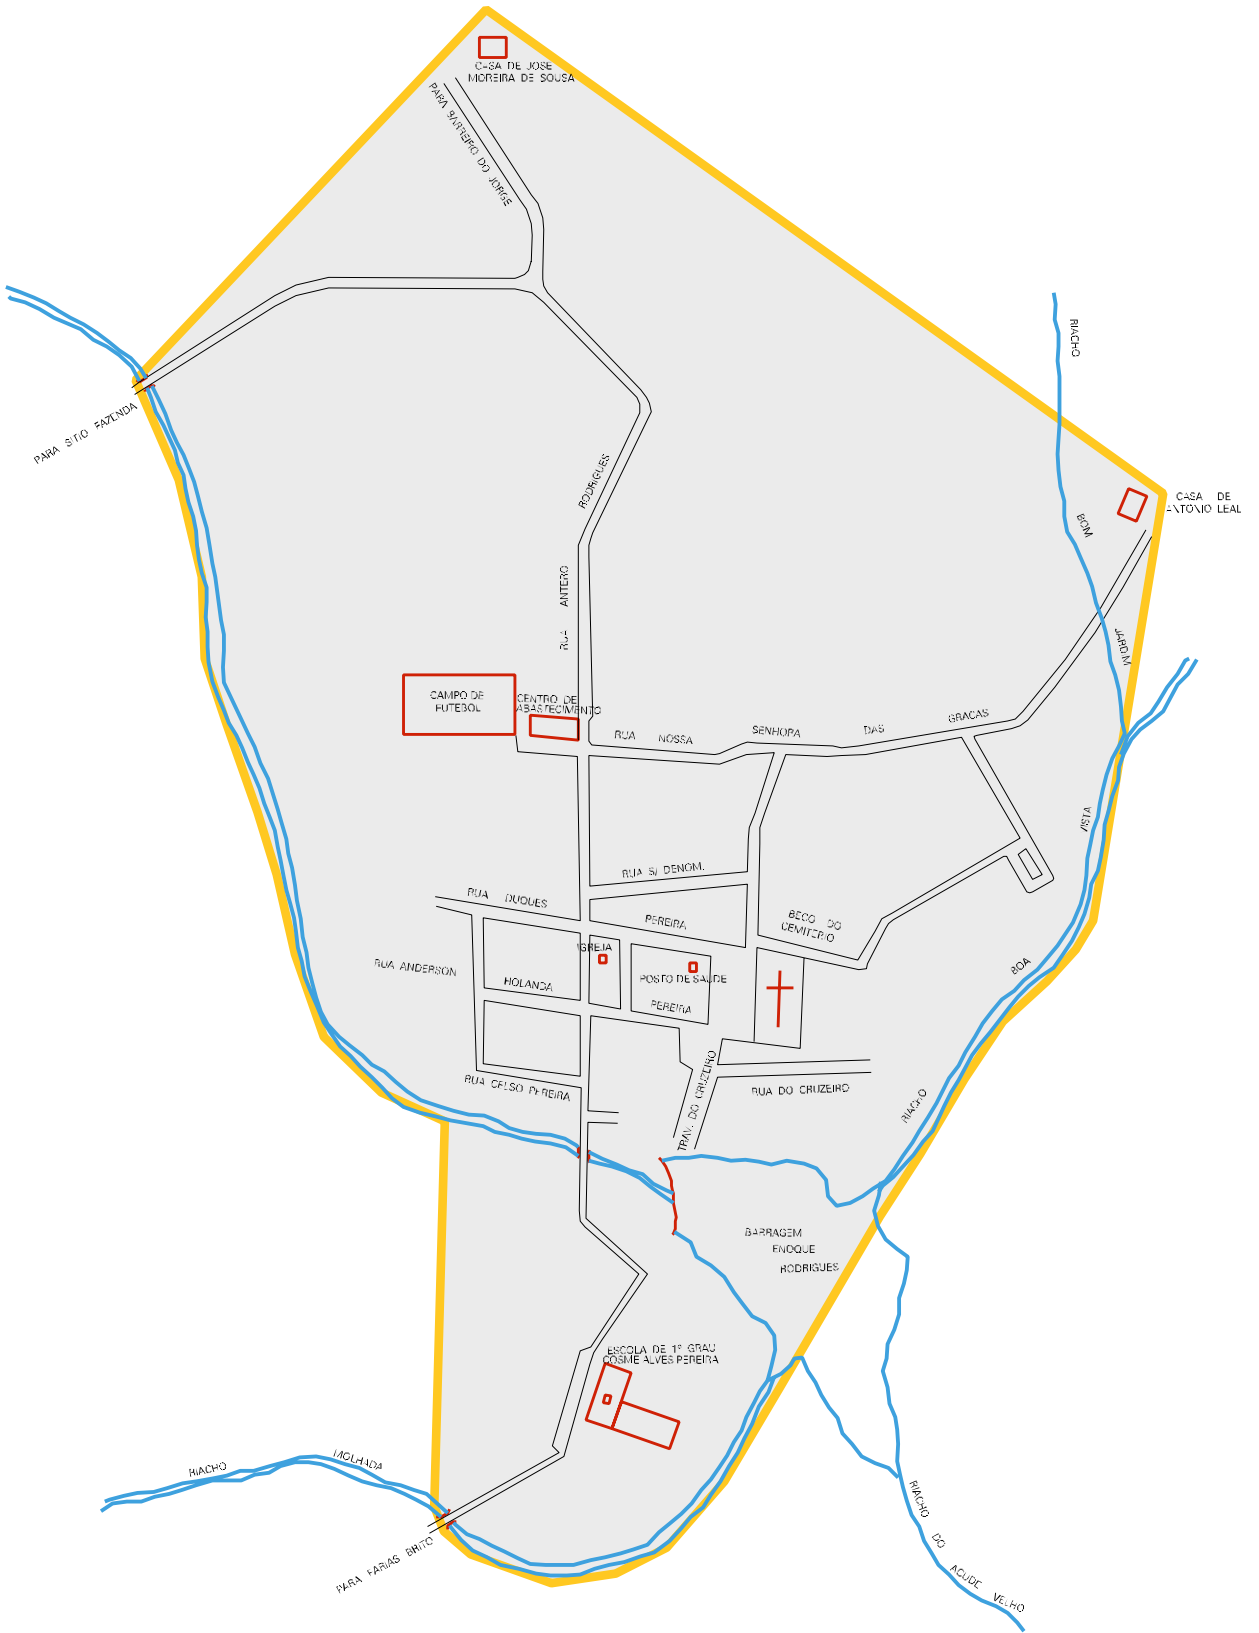 CASA DE JOSE
MOREIRA DE SOUSA
PARA BARREIRO DO JORGE
RIACHO
PARA SITIO FAZENDA
RODRIGUES
CASA DE
ANTONIO LEAL
BOM
ANTERO
RUA
JARDIM
CAMPO DE
FUTEBOL
CENTRO DE
ABASTECIMENTO
RUA NOSSA SENHORA DAS GRACAS
VISTA
RUA S/ DENOM.
RUA DUQUES PEREIRA
BECO DO
CEMITERIO
IGREJA
RUA ANDERSON
POSTO DE SAUDE
BOA
HOLANDA PEREIRA
RUA CELSO PEREIRA
TRAV. DO CRUZEIRO
RUA DO CRUZEIRO
RIACHO
BARRAGEM
ENOQUE
RODRIGUES
ESCOLA DE 1º GRAU
COSME ALVES PEREIRA
RIACHO MOLHADA
PARA FARIAS BRITO
RIACHO DO ACUDE VELHO